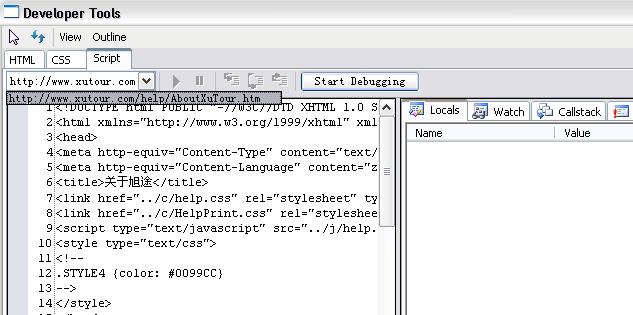 Developer Tools
View Outline
HTML CSS Script
http://www.xutour.com Start Debugging
http://www.xutour.com/help/AboutXuTour.htm
Locals Watch Callstack
Name Value
1 <!DOCTYPE html PUBLIC "-//W3C//DTD XHTML 1.0 S
2 <html xmlns="http://www.w3.org/1999/xhtml" xml
3 <head>
4 <meta http-equiv="Content-Type" content="text/
5 <meta http-equiv="Content-Language" content="z
6 <title>关于旭途</title>
7 <link href="../c/help.css" rel="stylesheet" ty
8 <link href="../c/HelpPrint.css" rel="styleshee
9 <script type="text/javascript" src="../j/help.
10 <style type="text/css">
11 <!--
12 .STYLE4 {color: #0099CC}
13 -->
14 </style>